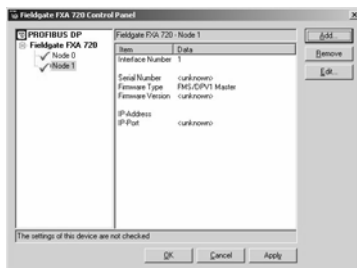 Fieldgate FXA 720 Control Panel
PROFIBUS DP
Fieldgate FXA 720
Node 0
Node 1
Fieldgate FXA 720 - Node 1
Item Data
Interface Number 1
Serial Number <unknown>
Firmware Type FMS/DPV1 Master
Firmware Version <unknown>
IP-Address
IP-Port <unknown>
Add...
Remove
Edit...
The settings of this device are not checked
OK Cancel Apply